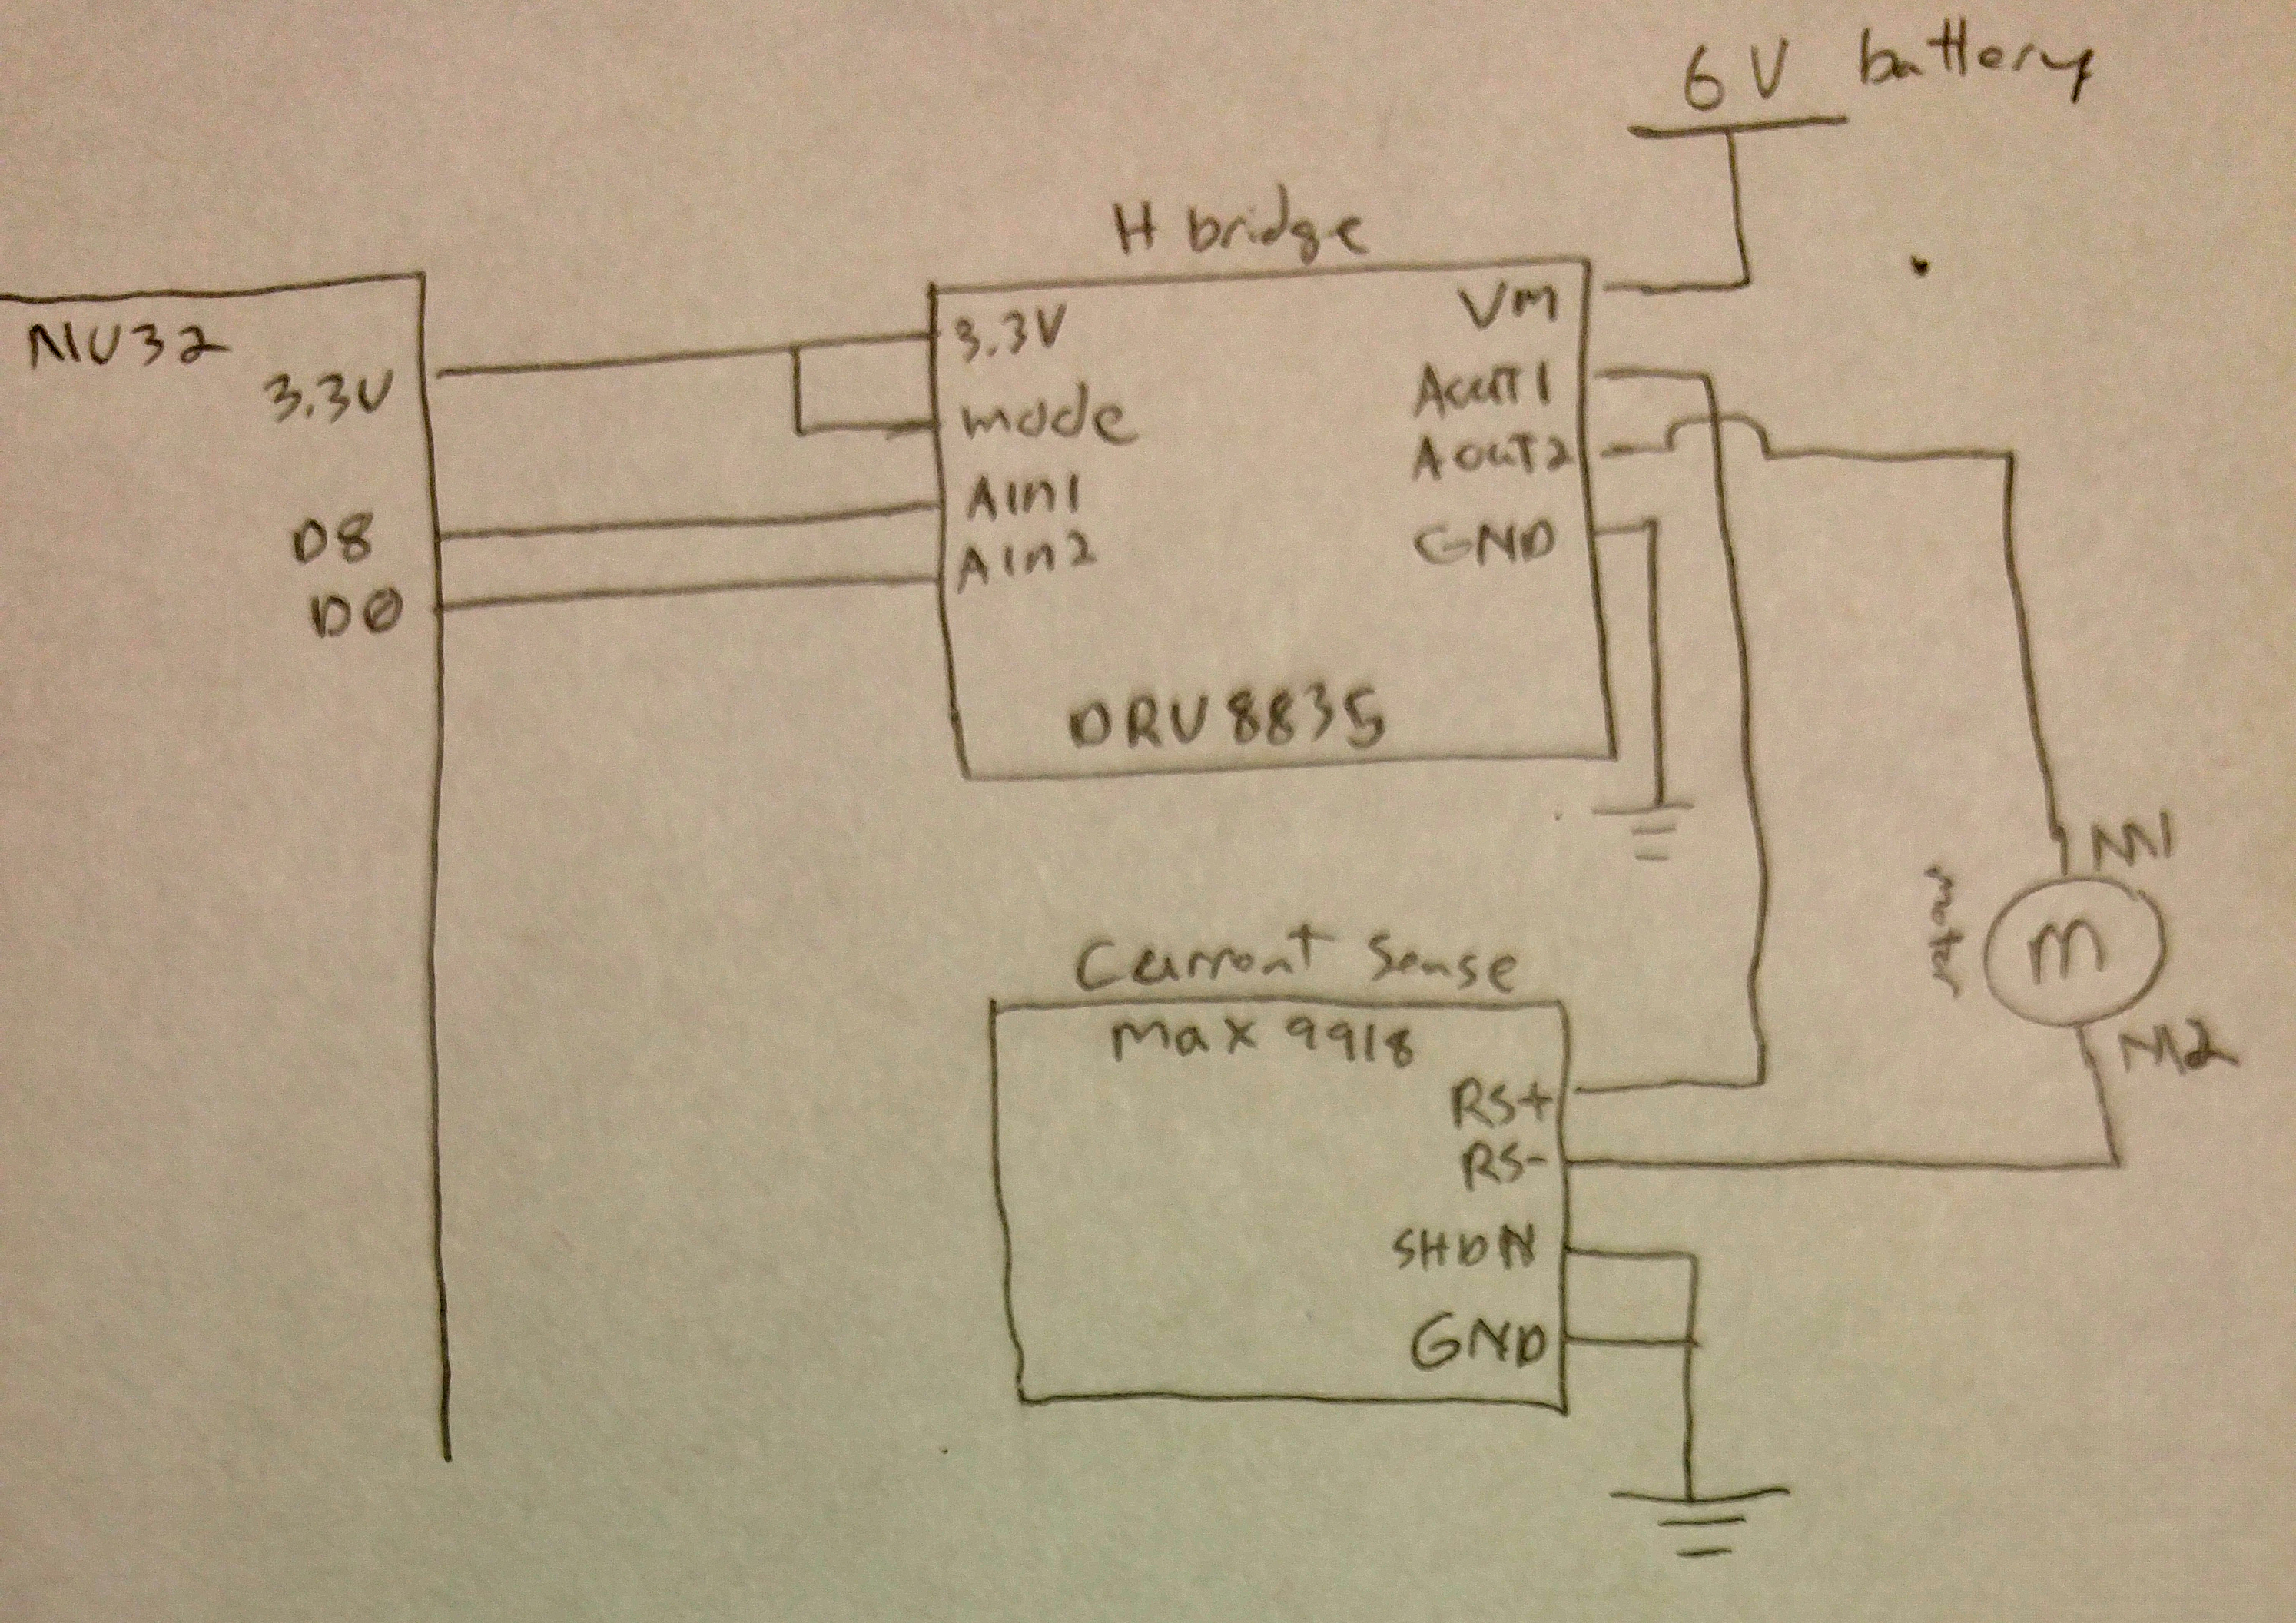 6V battery
H bridge
NU32
3.3V
D8
D0
3.3V
mode
AIn1
AIn2
VM
AOUT1
AOUT2
GND
DRV8835
M1
motor
M
M2
Current Sense
Max 9918
RS+
RS-
SHDN
GND